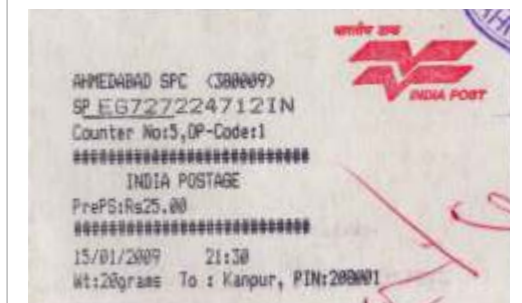 भारतीय डाक
INDIA POST
AHMEDABAD SPC (380009)
SP EG727224712IN
Counter No:5,OP-Code:1
###########################
INDIA POSTAGE
PrePS:Rs25.00
###########################
15/01/2009 21:30
Wt:20grams To : Kanpur, PIN:208001